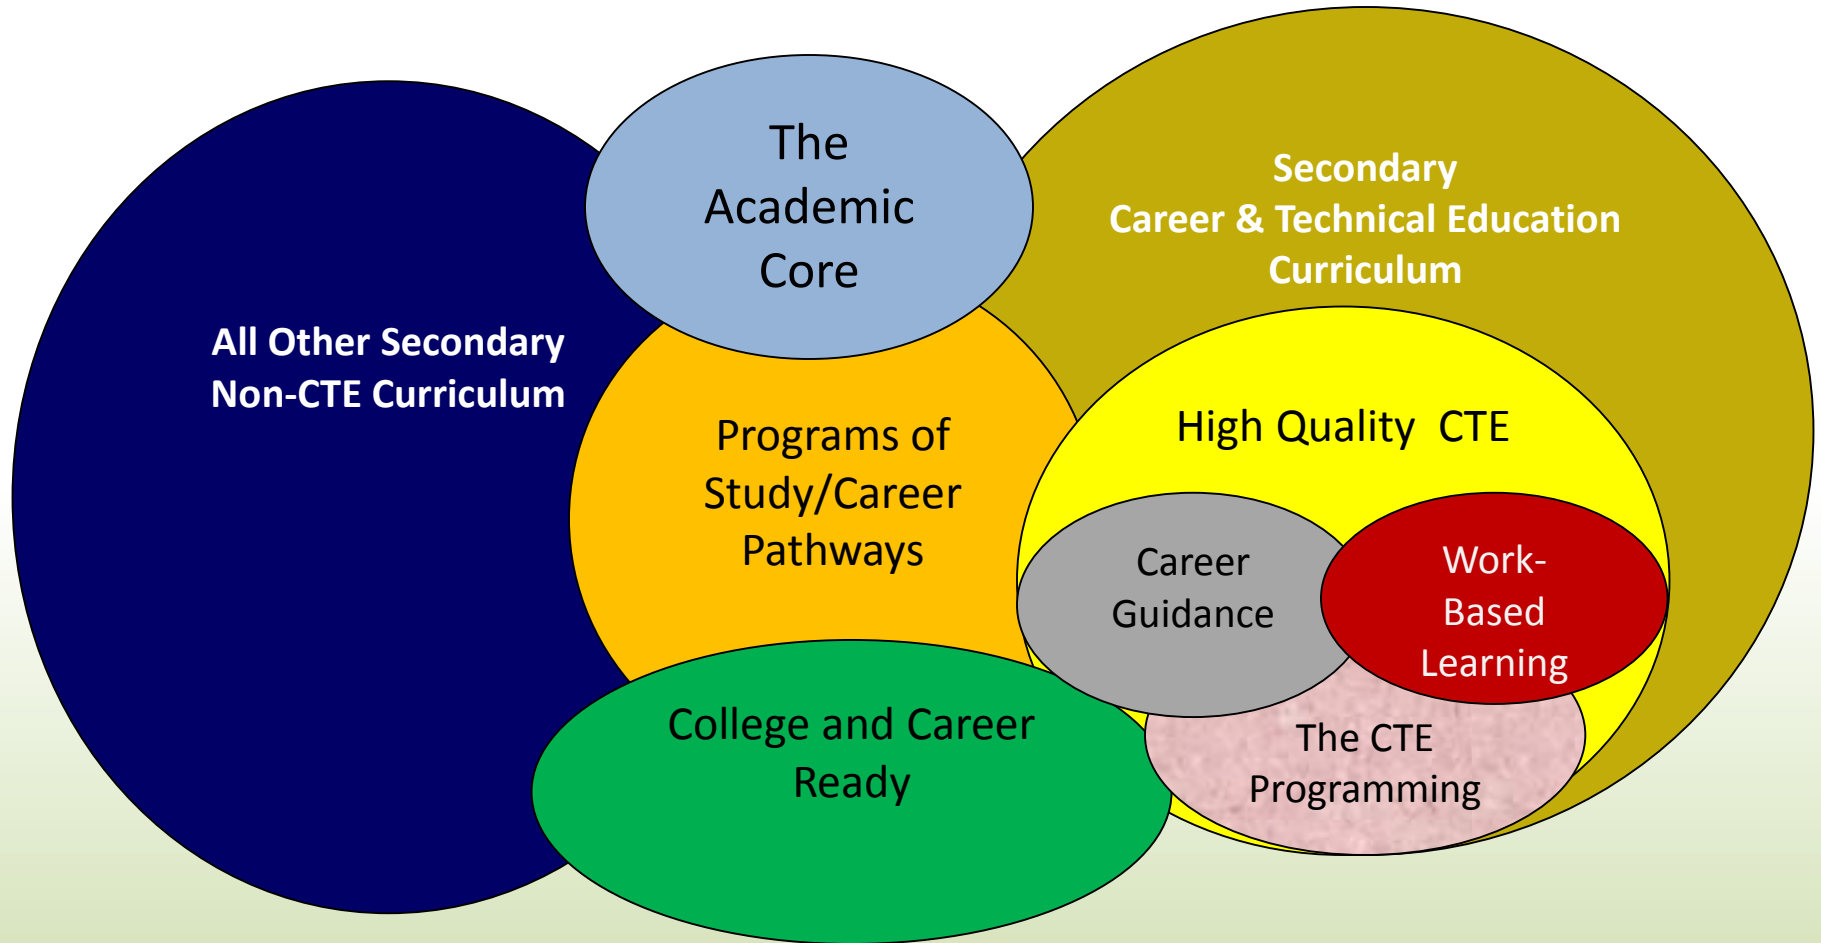 The
Academic
Core
Secondary
Career & Technical Education
Curriculum
All Other Secondary
Non-CTE Curriculum
Programs of
Study/Career
Pathways
High Quality  CTE
Career
Guidance
Work-
Based
Learning
College and Career
Ready
The CTE
Programming